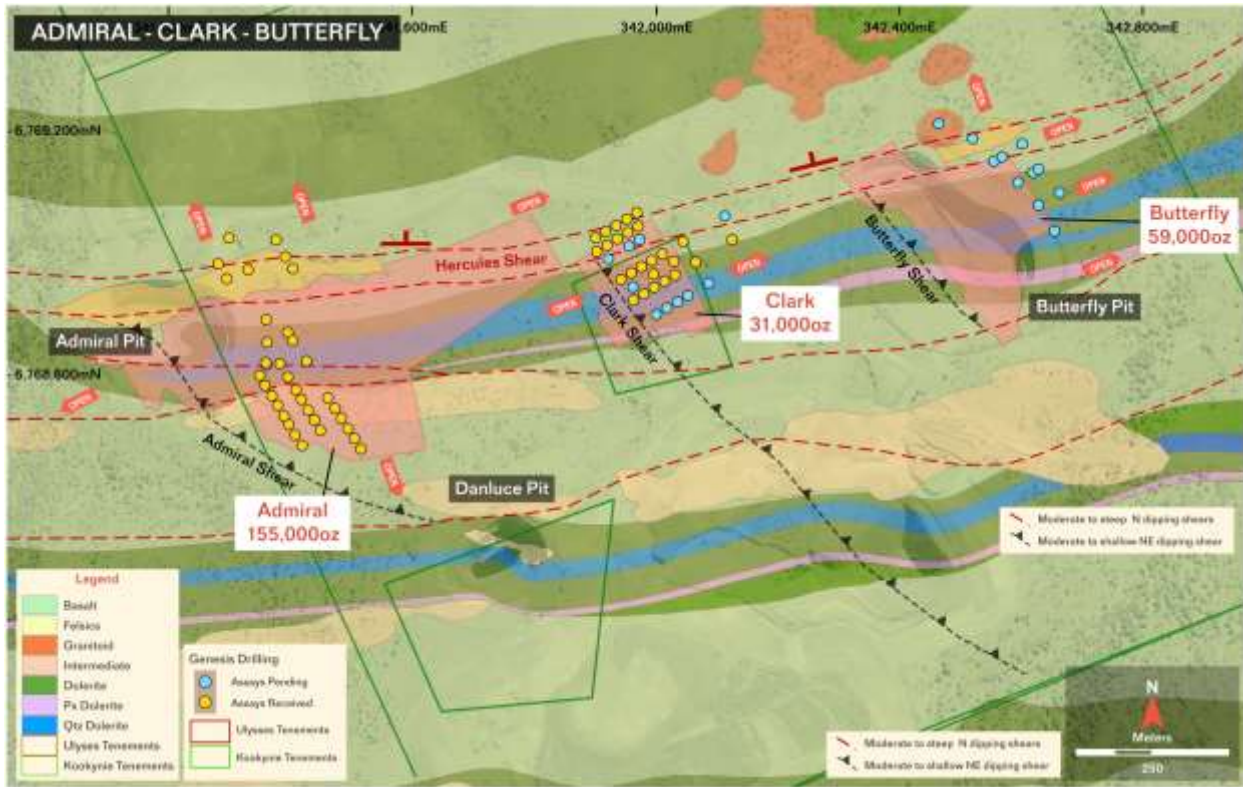 ADMIRAL - CLARK - BUTTERFLY
342,000mE
342,400mE
342,800mE
6,769,200mN
OPEN
OPEN
OPEN
OPEN
OPEN
OPEN
OPEN
OPEN
OPEN
OPEN
OPEN
OPEN
Hercules Shear
Butterfly
59,000oz
Butterfly Shear
Clark
31,000oz
Butterfly Pit
Clark Shear
Admiral Pit
6,768,800mN
Admiral Shear
Danluce Pit
Admiral
155,000oz
Moderate to steep N dipping shears
Moderate to shallow NE dipping shear
Legend
Basalt
Felsics
Granitoid
Intermediate
Dolerite
Px Dolerite
Qtz Dolerite
Ulysses Tenements
Kookynie Tenements
Genesis Drilling
Assays Pending
Assays Received
Ulysses Tenements
Kookynie Tenements
N
Meters
250
Moderate to steep N dipping shears
Moderate to shallow NE dipping shear